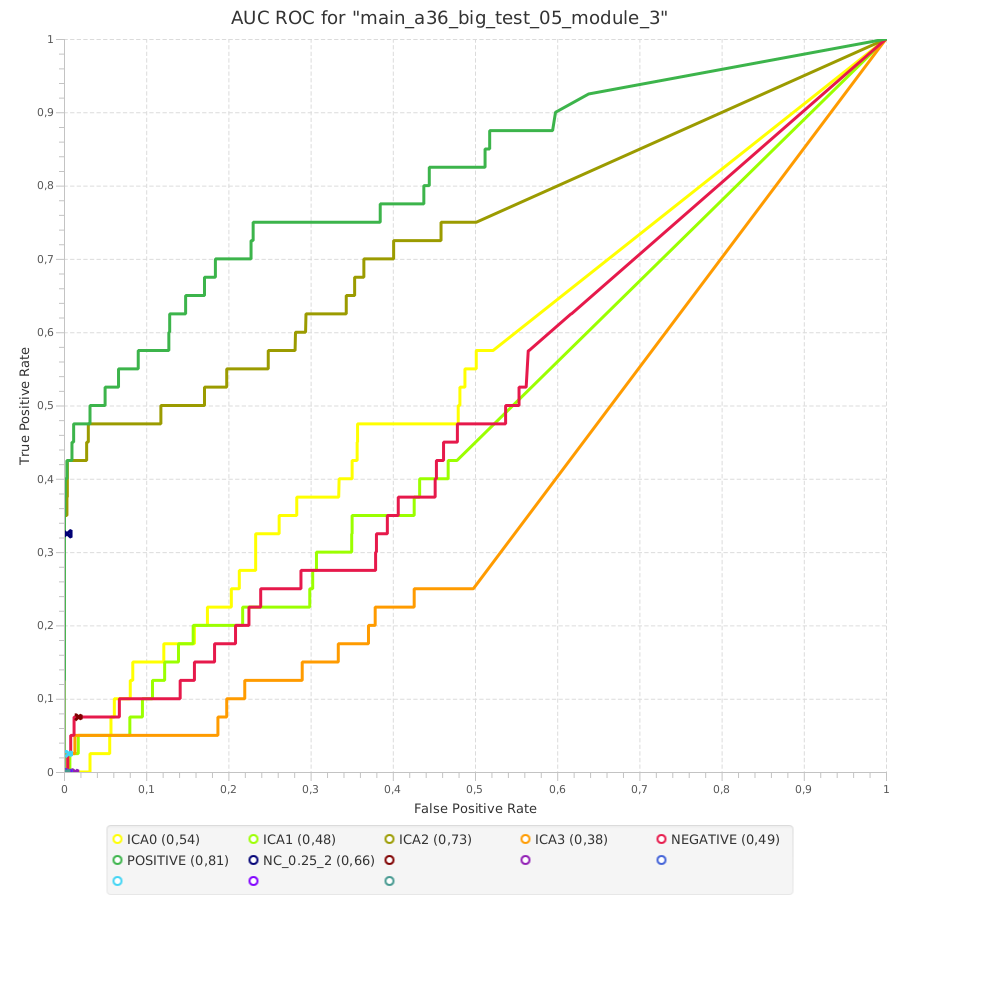 AUC ROC for "main_a36_big_test_05_module_3"
1
0,9
0,8
0,7
0,6
0,5
0,4
0,3
0,2
0,1
0
True Positive Rate
0 0,1 0,2 0,3 0,4 0,5 0,6 0,7 0,8 0,9 1
False Positive Rate
ICA0 (0,54) ICA1 (0,48) ICA2 (0,73) ICA3 (0,38) NEGATIVE (0,49)
POSITIVE (0,81) NC_0.25_2 (0,66)